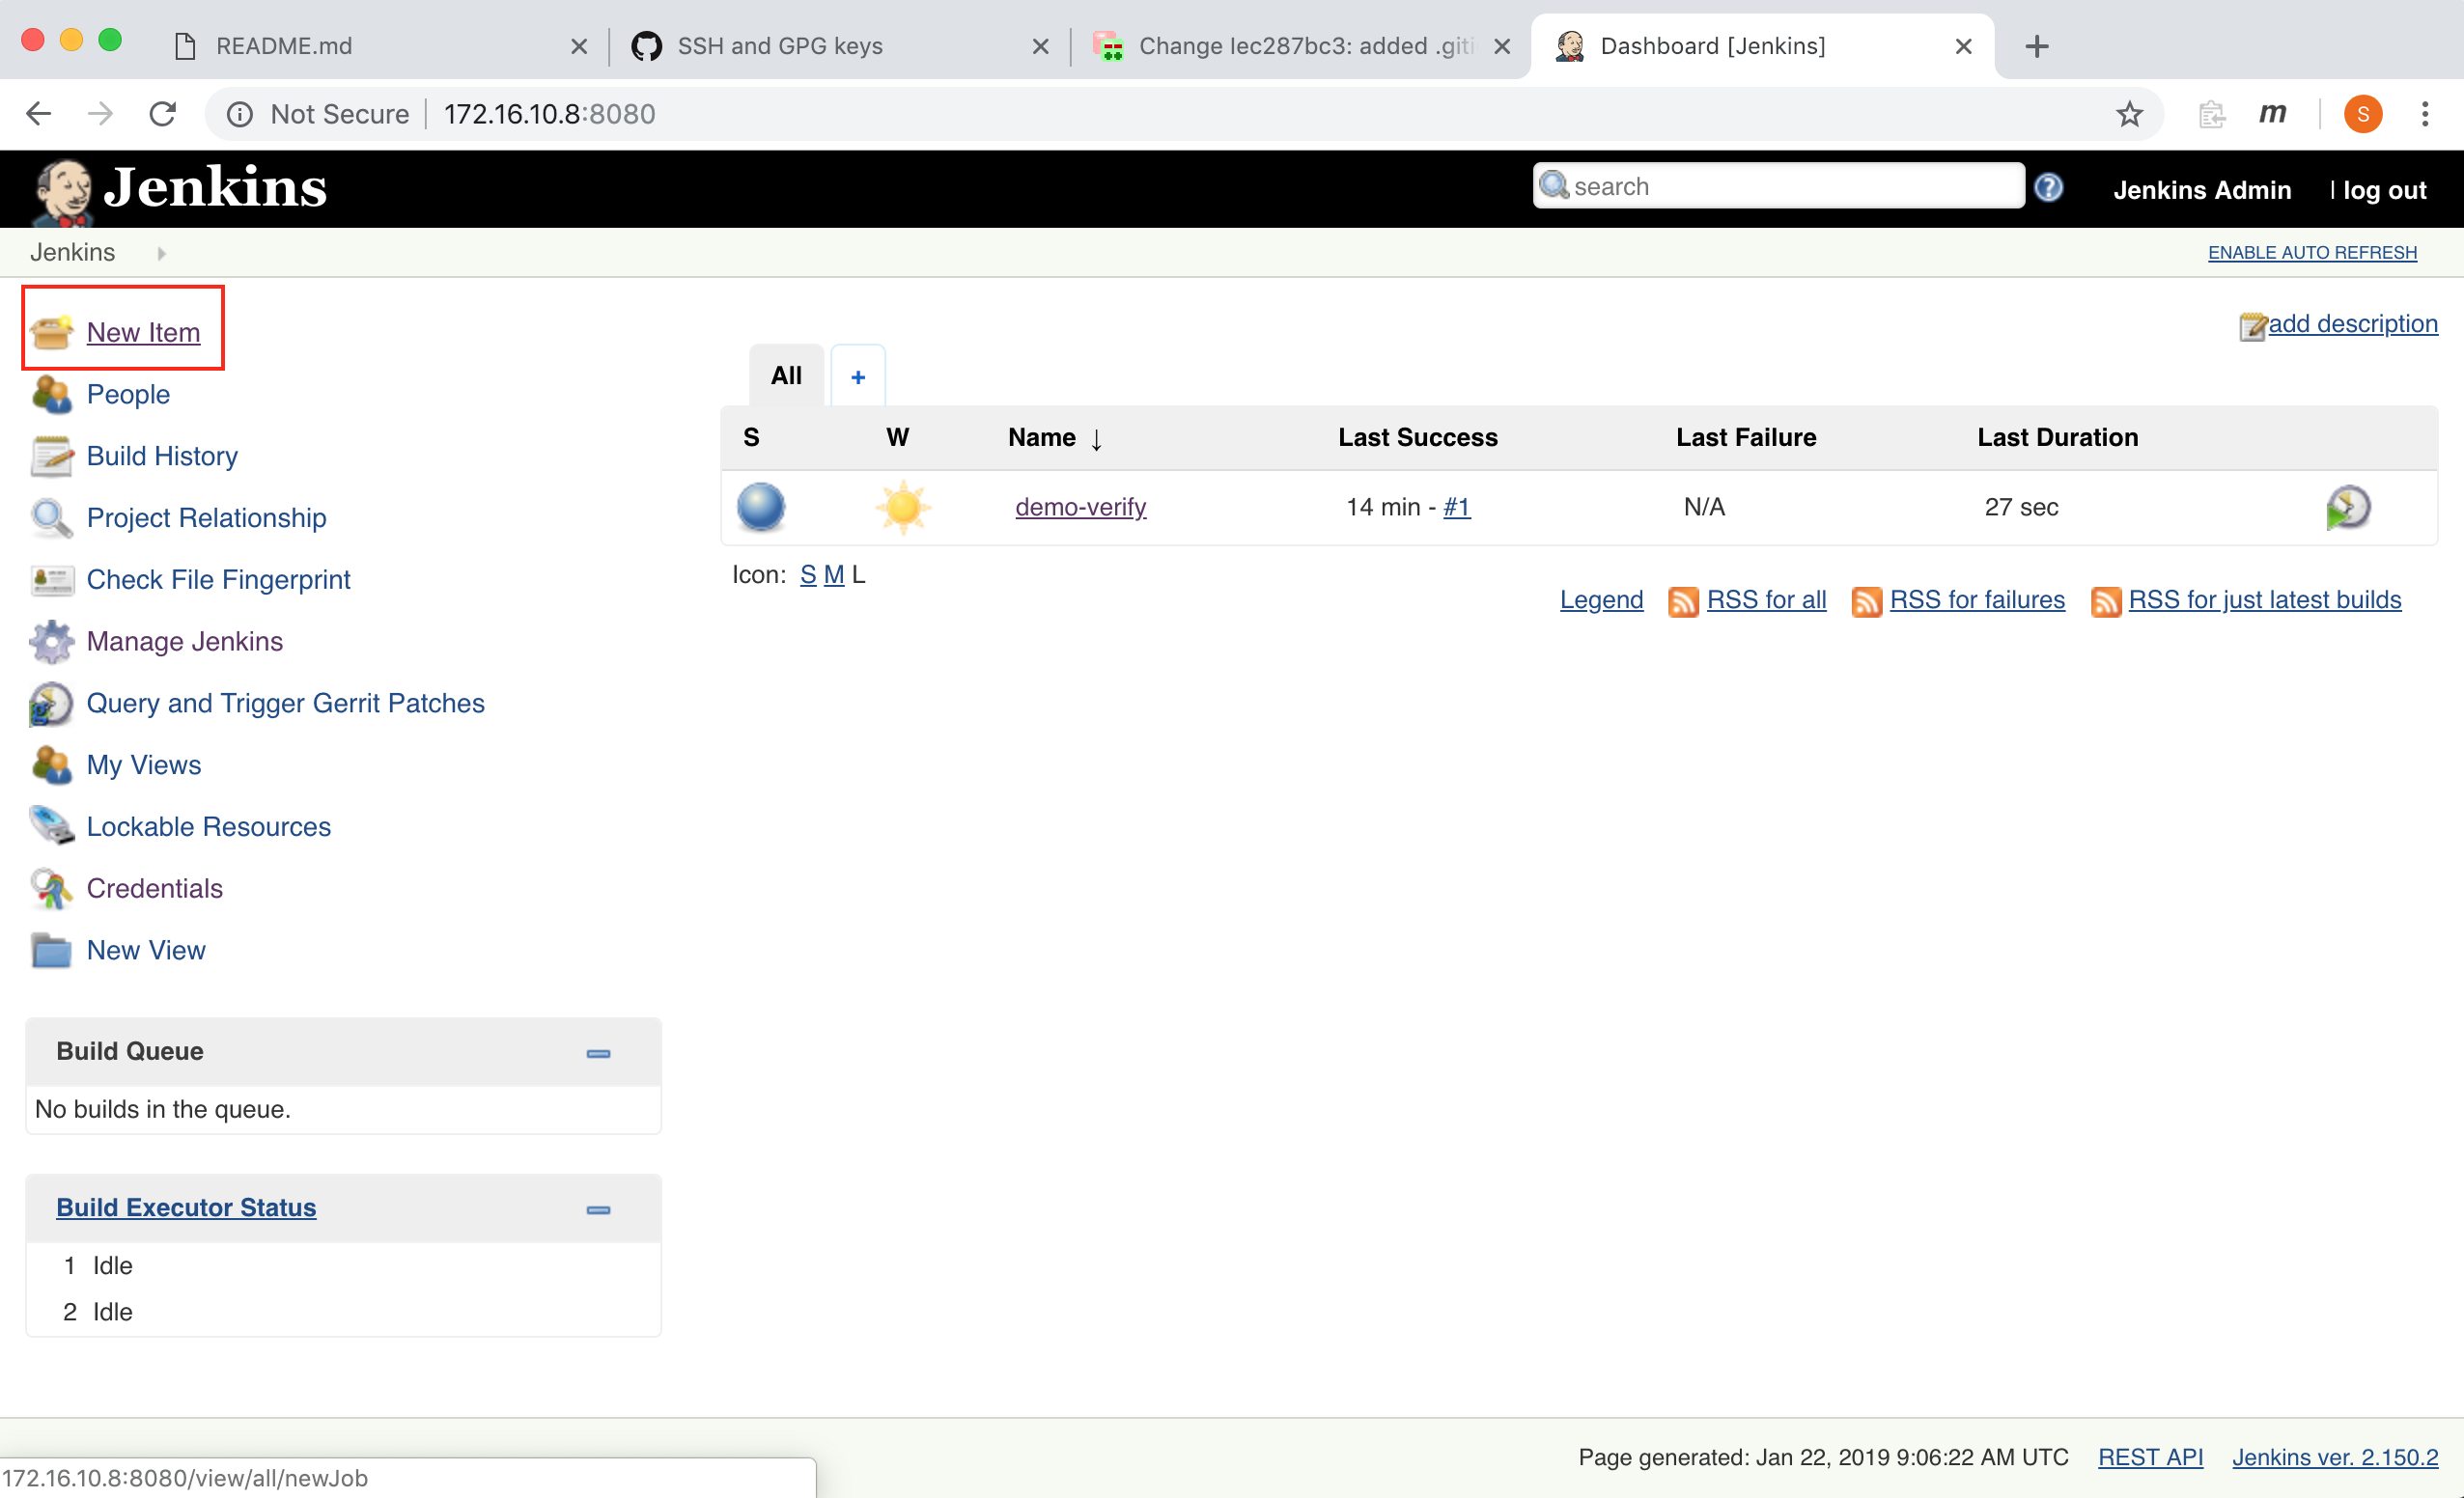 README.md
SSH and GPG keys
Change Iec287bc3: added .giti
Dashboard [Jenkins]
Not Secure | 172.16.10.8:8080
m
S
Jenkins
search
Jenkins Admin | log out
Jenkins
ENABLE AUTO REFRESH
New Item
People
Build History
Project Relationship
Check File Fingerprint
Manage Jenkins
Query and Trigger Gerrit Patches
My Views
Lockable Resources
Credentials
New View
Build Queue
No builds in the queue.
Build Executor Status
1 Idle
2 Idle
add description
All +
S W Name ↓ Last Success Last Failure Last Duration
demo-verify 14 min - #1 N/A 27 sec
Icon: S M L
Legend RSS for all RSS for failures RSS for just latest builds
Page generated: Jan 22, 2019 9:06:22 AM UTC REST API Jenkins ver. 2.150.2
172.16.10.8:8080/view/all/newJob